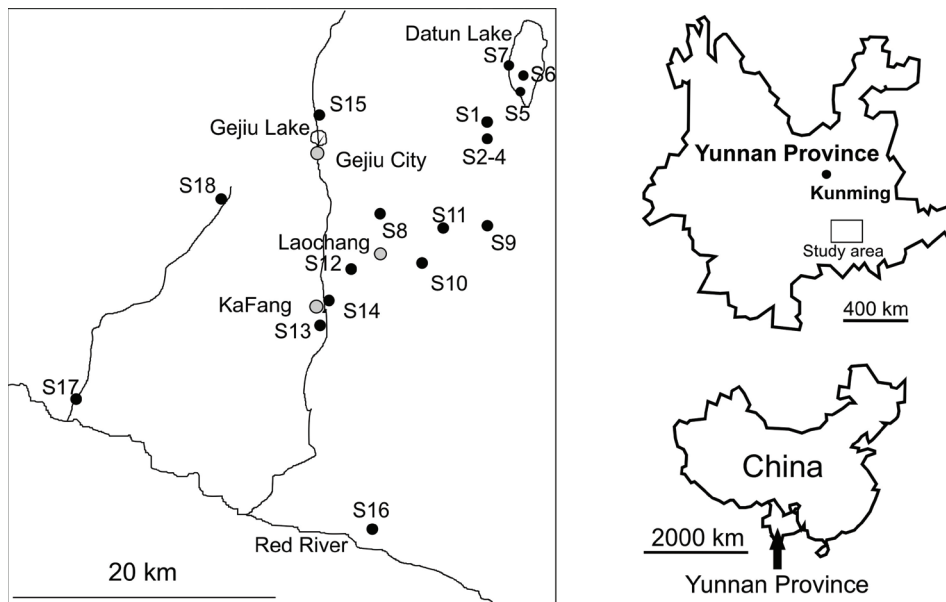 Datun Lake
S7
S6
S5
S15
S1
Gejiu Lake
S2-4
Gejiu City
S18
S8
S11
S9
Laochang
S12
S10
KaFang
S14
S13
S17
S16
Red River
20 km
Yunnan Province
Kunming
Study area
400 km
China
2000 km
Yunnan Province